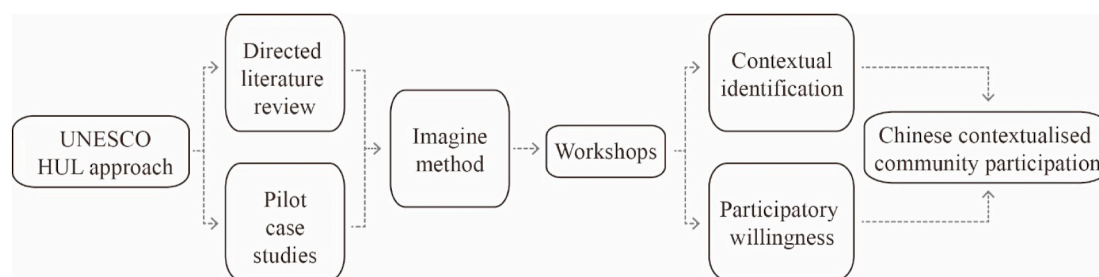 UNESCO
HUL approach
Directed
literature
review
Pilot
case
studies
Imagine
method
Workshops
Contextual
identification
Participatory
willingness
Chinese contextualised
community participation